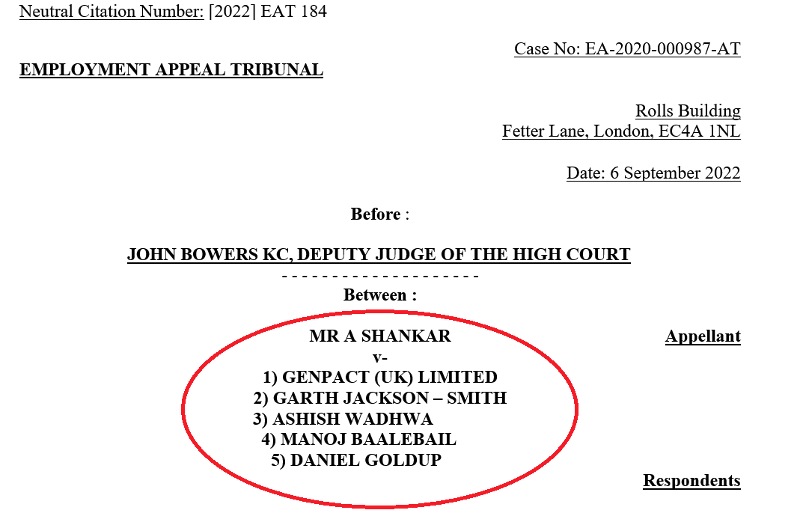 Neutral Citation Number: [2022] EAT 184
Case No: EA-2020-000987-AT
EMPLOYMENT APPEAL TRIBUNAL
Rolls Building
Fetter Lane, London, EC4A 1NL
Date: 6 September 2022
Before :
JOHN BOWERS KC, DEPUTY JUDGE OF THE HIGH COURT
- - - - - - - - - - - - - - - - - - - - -
Between :
MR A SHANKAR Appellant
v-
1) GENPACT (UK) LIMITED
2) GARTH JACKSON – SMITH
3) ASHISH WADHWA
4) MANOJ BAALEBAIL
5) DANIEL GOLDUP
Respondents